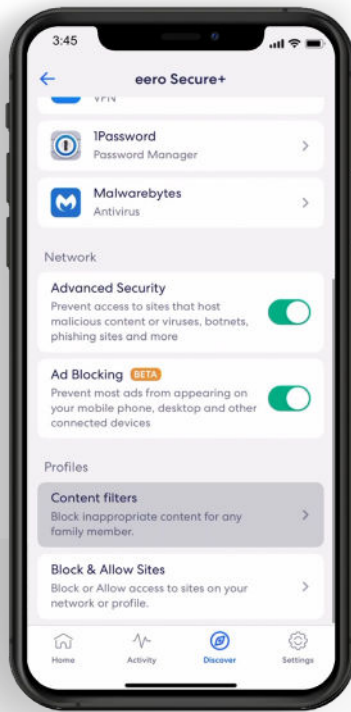 3:45
eero Secure+
VPN
1Password
Password Manager
Malwarebytes
Antivirus
Network
Advanced Security
Prevent access to sites that host
malicious content or viruses, botnets,
phishing sites and more
Ad Blocking BETA
Prevent most ads from appearing on
your mobile phone, desktop and other
connected devices
Profiles
Content filters
Block inappropriate content for any
family member.
Block & Allow Sites
Block or Allow access to sites on your
network or profile.
Home Activity Discover Settings